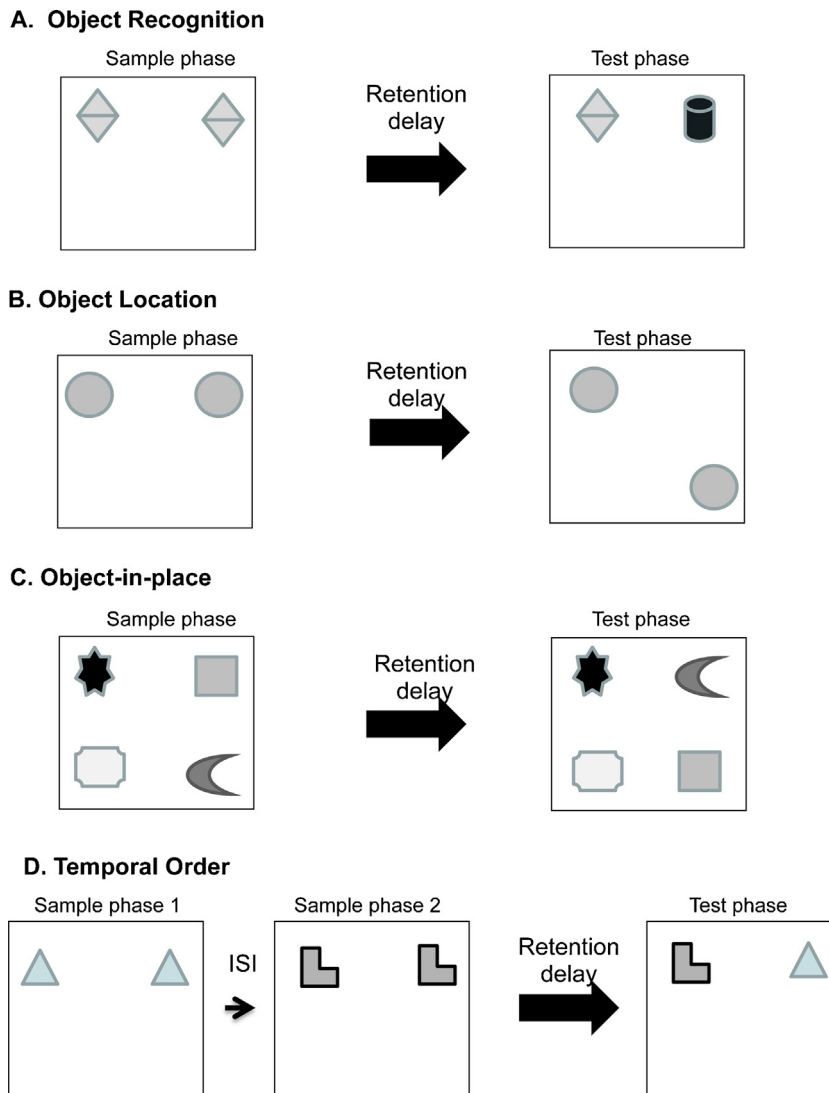 A. Object Recognition
Sample phase
Test phase
Retention
delay
B. Object Location
Sample phase
Test phase
Retention
delay
C. Object-in-place
Sample phase
Test phase
Retention
delay
D. Temporal Order
Sample phase 1
Sample phase 2
Test phase
ISI
Retention
delay